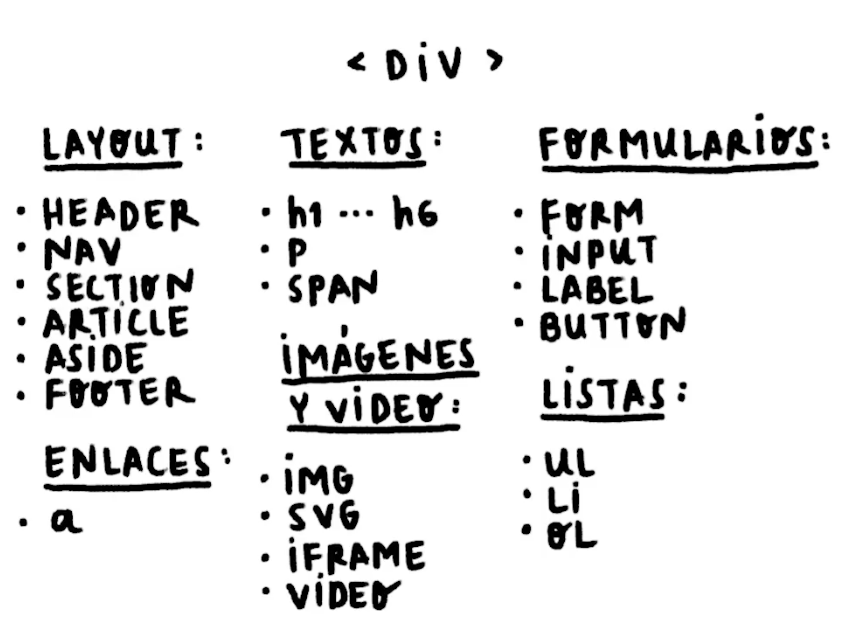 < DiV >
LAYOUT:
· HEADER
· NAV
· SECTION
· ARTiCLE
· ASiDE
· FOOTER
ENLACES:
· a
TEXTOS:
· h1 ... h6
· P
· SPAN
iMÁGENES
Y ViDEO:
· iMG
· SVG
· iFRAME
· ViDEO
FORMULARiOS:
· FORM
· iNPUT
· LABEL
· BUTTON
LiSTAS:
· UL
· Li
· OL